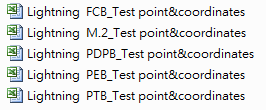 Lightning  FCB_Test point&coordinates
Lightning  M.2_Test point&coordinates
Lightning  PDPB_Test point&coordinates
Lightning  PEB_Test point&coordinates
Lightning  PTB_Test point&coordinates